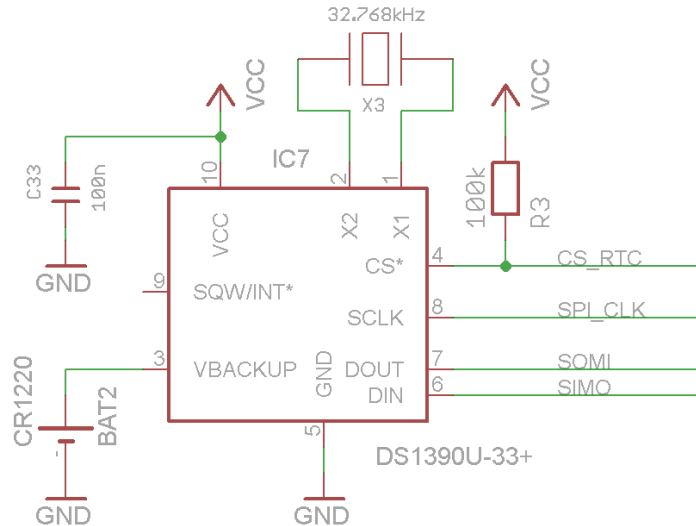 32.768kHz
X3
VCC
VCC
C33
100n
GND
IC7
10
2
1
VCC
X2
X1
100k
R3
CS*
4
CS_RTC
9
SQW/INT*
SCLK
8
SPI_CLK
3
VBACKUP
GND
DOUT
7
SOMI
DIN
6
SIMO
CR1220
BAT2
-
5
DS1390U-33+
GND
GND